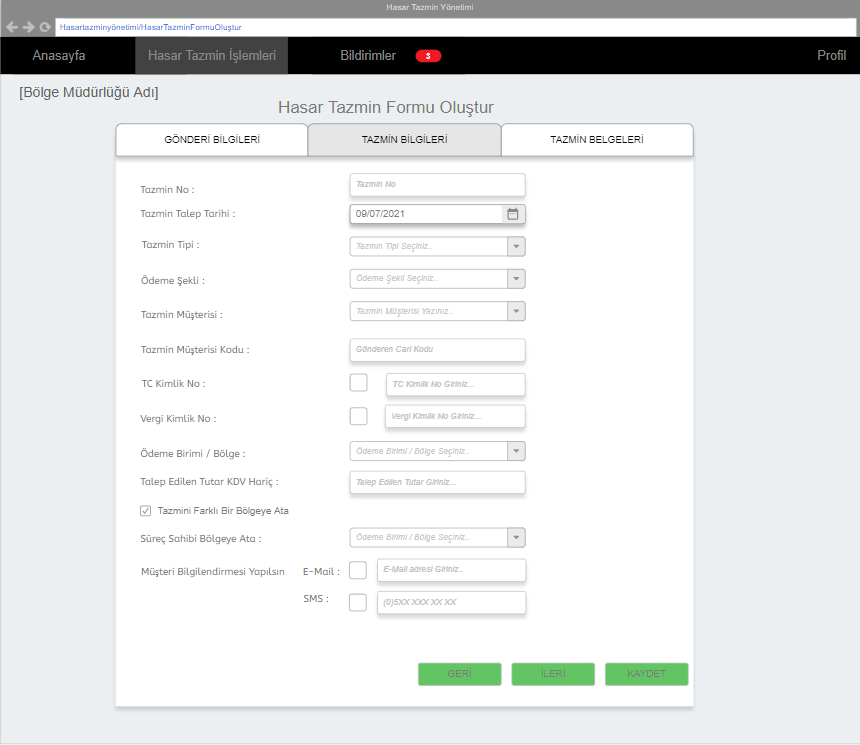 Hasar Tazmin Yönetimi
Hasartazminyönetimi/HasarTazminFormuOluştur
Anasayfa Hasar Tazmin İşlemleri Bildirimler 3 Profil
[Bölge Müdürlüğü Adı]
Hasar Tazmin Formu Oluştur
GÖNDERİ BİLGİLERİ TAZMİN BİLGİLERİ TAZMİN BELGELERİ
Tazmin No : Tazmin No
Tazmin Talep Tarihi : 09/07/2021
Tazmin Tipi : Tazmin Tipi Seçiniz..
Ödeme Şekli : Ödeme Şekli Seçiniz..
Tazmin Müşterisi : Tazmin Müşterisi Yazınız..
Tazmin Müşterisi Kodu : Gönderen Cari Kodu
TC Kimlik No : TC Kimlik No Giriniz...
Vergi Kimlik No : Vergi Kimlik No Giriniz...
Ödeme Birimi / Bölge : Ödeme Birimi / Bölge Seçiniz..
Talep Edilen Tutar KDV Hariç : Talep Edilen Tutar Giriniz...
Tazmini Farklı Bir Bölgeye Ata
Süreç Sahibi Bölgeye Ata : Ödeme Birimi / Bölge Seçiniz..
Müşteri Bilgilendirmesi Yapılsın E-Mail : E-Mail adresi Giriniz..
SMS : (0)5XX XXX XX XX
GERİ İLERİ KAYDET